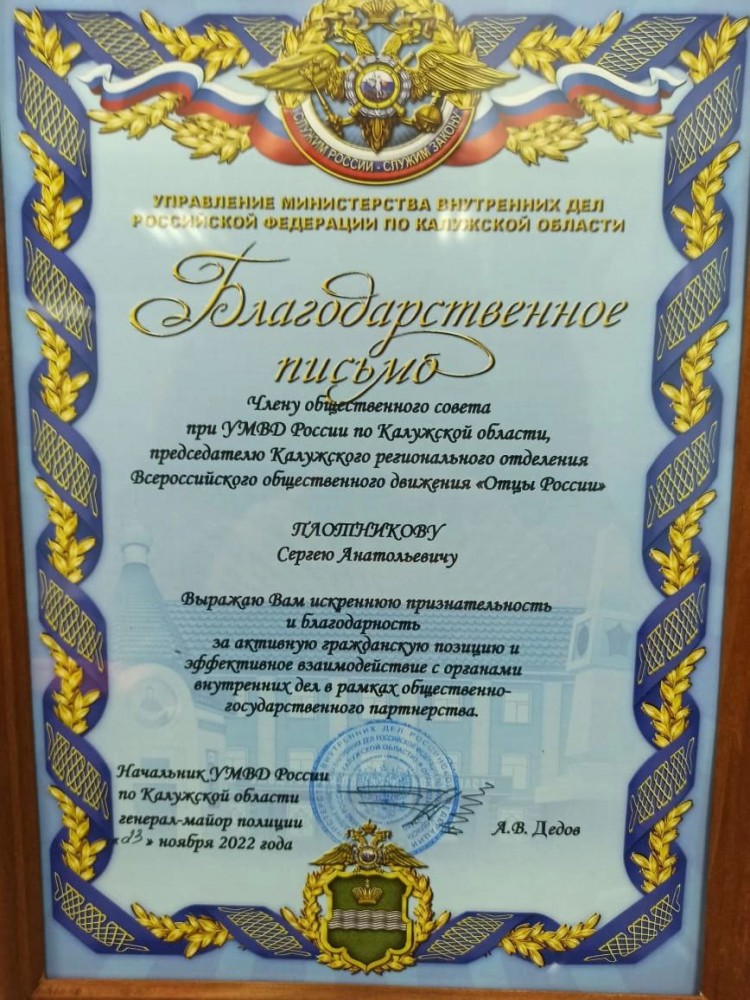 СЛУЖИМ РОССИИ - СЛУЖИМ ЗАКОНУ
УПРАВЛЕНИЕ МИНИСТЕРСТВА ВНУТРЕННИХ ДЕЛ
РОССИЙСКОЙ ФЕДЕРАЦИИ ПО КАЛУЖСКОЙ ОБЛАСТИ
Благодарственное
письмо
Члену общественного совета
при УМВД России по Калужской области,
председателю Калужского регионального отделения
Всероссийского общественного движения «Отцы России»
ПЛОТНИКОВУ
Сергею Анатольевичу
Выражаю Вам искреннюю признательность
и благодарность
за активную гражданскую позицию и
эффективное взаимодействие с органами
внутренних дел в рамках общественно-
государственного партнерства.
Начальник УМВД России
по Калужской области
генерал-майор полиции
А.В. Дедов
«23» ноября 2022 года